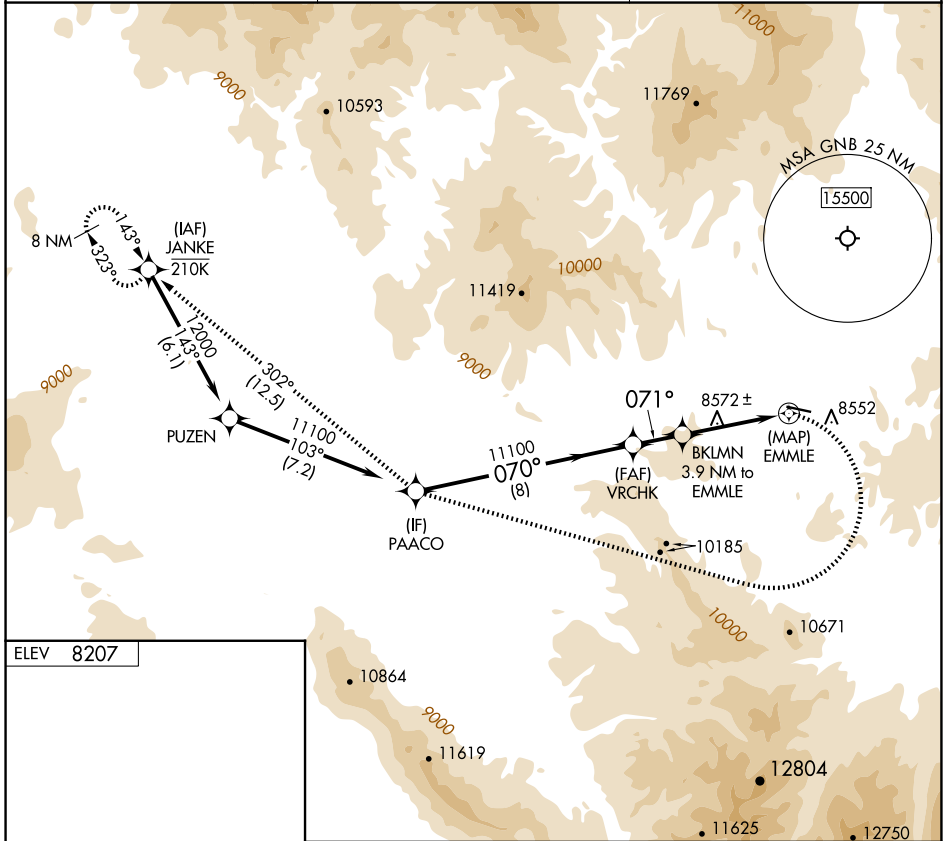 11000
9000
10593
11769
MSA GNB 25 NM
15500
8 NM
143°
323°
(IAF)
JANKE
210K
10000
11419
12000
143°
(6.1)
302°
(12.5)
9000
9000
PUZEN
11100
103°
(7.2)
11100
070°
(8)
071°
8572 ±
8552
BKLMN
3.9 NM to
EMMLE
(MAP)
EMMLE
(FAF)
VRCHK
(IF)
PAACO
10185
10000
10671
ELEV 8207
10864
9000
11619
12804
11625
12750